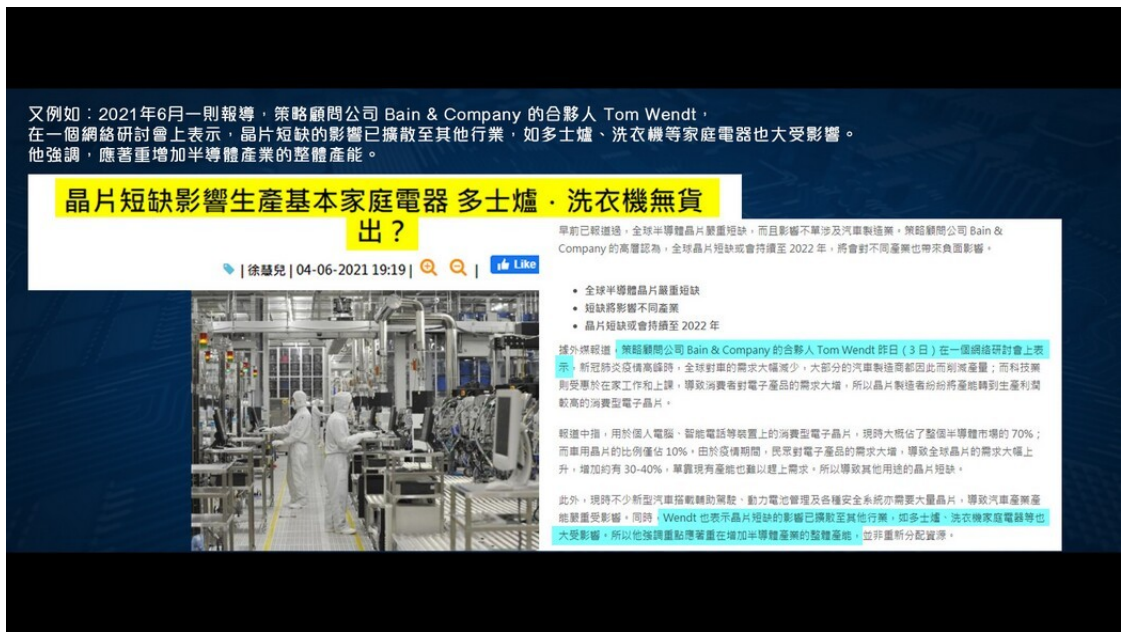 又例如：2021年6月一則報導，策略顧問公司 Bain & Company 的合夥人 Tom Wendt，
在一個網絡研討會上表示，晶片短缺的影響已擴散至其他行業，如多士爐、洗衣機等家庭電器也大受影響。
他強調，應著重增加半導體產業的整體產能。
晶片短缺影響生產基本家庭電器 多士爐．洗衣機無貨
出？
| 徐慧兒 | 04-06-2021 19:19 | |
Like
早前已報道過，全球半導體晶片嚴重短缺，而且影響不單涉及汽車製造業。策略顧問公司 Bain &
Company 的高層認為，全球晶片短缺或會持續至 2022 年，將會對不同產業也帶來負面影響。
• 全球半導體晶片嚴重短缺
• 短缺將影響不同產業
• 晶片短缺或會持續至 2022 年
據外媒報道，策略顧問公司 Bain & Company 的合夥人 Tom Wendt 昨日（3 日）在一個網絡研討會上表
示，新冠肺炎疫情高峰時，全球對車的需求大幅減少，大部分的汽車製造商都因此而削減產量；而科技業
則受惠於在家工作和上課，導致消費者對電子產品的需求大增，所以晶片製造者紛紛將產能轉到生產利潤
較高的消費型電子晶片。
報道中指，用於個人電腦、智能電話等裝置上的消費型電子晶片，現時大概佔了整個半導體市場的 70%；
而車用晶片的比例僅佔 10%。由於疫情期間，民眾對電子產品的需求大增，導致全球晶片的需求大幅上
升，增加約有 30-40%，單靠現有產能也難以趕上需求。所以導致其他用途的晶片短缺。
此外，現時不少新型汽車搭載輔助駕駛、動力電池管理及各種安全系統亦需要大量晶片，導致汽車產業產
能嚴重受影響。同時，Wendt 也表示晶片短缺的影響已擴散至其他行業，如多士爐、洗衣機家庭電器等也
大受影響。所以他強調重點應著重在增加半導體產業的整體產能，並非重新分配資源。